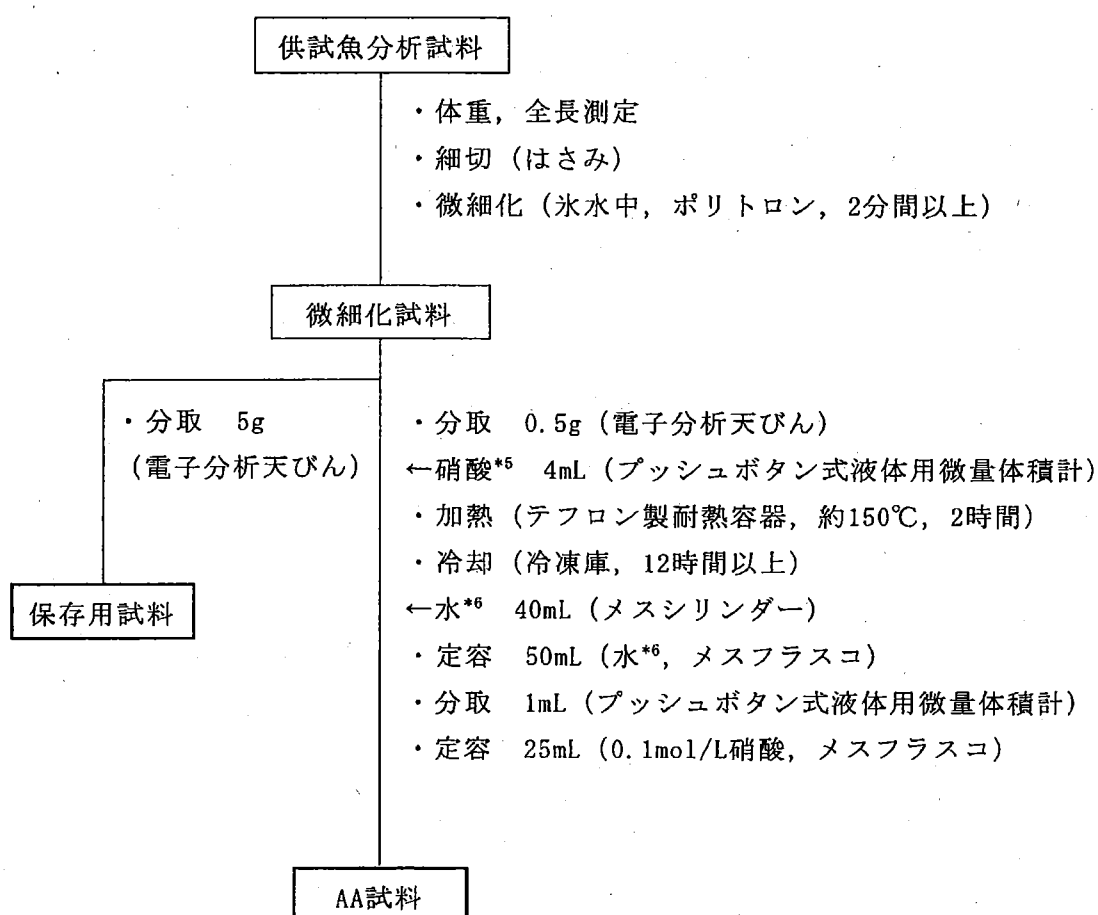 供試魚分析試料
・体重, 全長測定
・細切 (はさみ)
・微細化 (氷水中, ポリトロン, 2分間以上)
微細化試料
・分取 5g
(電子分析天びん)
保存用試料
・分取 0.5g (電子分析天びん)
←硝酸*5 4mL (プッシュボタン式液体用微量体積計)
・加熱 (テフロン製耐熱容器, 約150℃, 2時間)
・冷却 (冷凍庫, 12時間以上)
←水*6 40mL (メスシリンダー)
・定容 50mL (水*6, メスフラスコ)
・分取 1mL (プッシュボタン式液体用微量体積計)
・定容 25mL (0.1mol/L硝酸, メスフラスコ)
AA試料